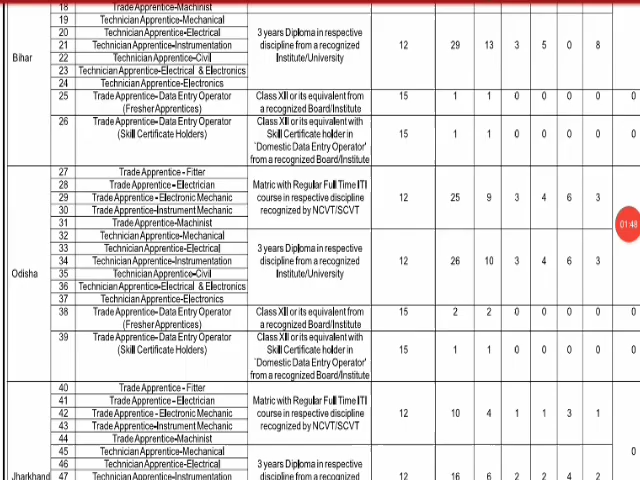 18 Trade Apprentice-Machinist
19 Technician Apprentice-Mechanical
20 Technician Apprentice-Electrical
21 Technician Apprentice-Instrumentation
22 Technician Apprentice-Civil
23 Technician Apprentice-Electrical & Electronics
24 Technician Apprentice-Electronics
3 years Diploma in respective
discipline from a recognized
Institute/University
12 29 13 3 5 0 8
Bihar
25 Trade Apprentice- Data Entry Operator
(Fresher Apprentices)
Class XII or its equivalent from
a recognized Board/Institute
15 1 1 0 0 0 0 0
26 Trade Apprentice- Data Entry Operator
(Skill Certificate Holders)
Class XII or its equivalent with
Skill Certificate holder in
`Domestic Data Entry Operator'
from a recognized Board/Institute
15 1 1 0 0 0 0 0
27 Trade Apprentice - Fitter
28 Trade Apprentice - Electrician
29 Trade Apprentice - Electronic Mechanic
30 Trade Apprentice-Instrument Mechanic
31 Trade Apprentice-Machinist
Matric with Regular Full Time ITI
course in respective discipline
recognized by NCVT/SCVT
12 25 9 3 4 6 3
01:48
32 Technician Apprentice-Mechanical
33 Technician Apprentice-Electrical
34 Technician Apprentice-Instrumentation
35 Technician Apprentice-Civil
36 Technician Apprentice-Electrical & Electronics
37 Technician Apprentice-Electronics
3 years Diploma in respective
discipline from a recognized
Institute/University
12 26 10 3 4 6 3
Odisha
38 Trade Apprentice- Data Entry Operator
(Fresher Apprentices)
Class XII or its equivalent from
a recognized Board/Institute
15 2 2 0 0 0 0 0
39 Trade Apprentice- Data Entry Operator
(Skill Certificate Holders)
Class XII or its equivalent with
Skill Certificate holder in
`Domestic Data Entry Operator'
from a recognized Board/Institute
15 1 1 0 0 0 0 0
40 Trade Apprentice - Fitter
41 Trade Apprentice - Electrician
42 Trade Apprentice - Electronic Mechanic
43 Trade Apprentice-Instrument Mechanic
44 Trade Apprentice-Machinist
Matric with Regular Full Time ITI
course in respective discipline
recognized by NCVT/SCVT
12 10 4 1 1 3 1
0
45 Technician Apprentice-Mechanical
46 Technician Apprentice-Electrical
47 Technician Apprentice-Instrumentation
3 years Diploma in respective
discipline from a recognized
12 16 6 2 2 4 2
Jharkhand